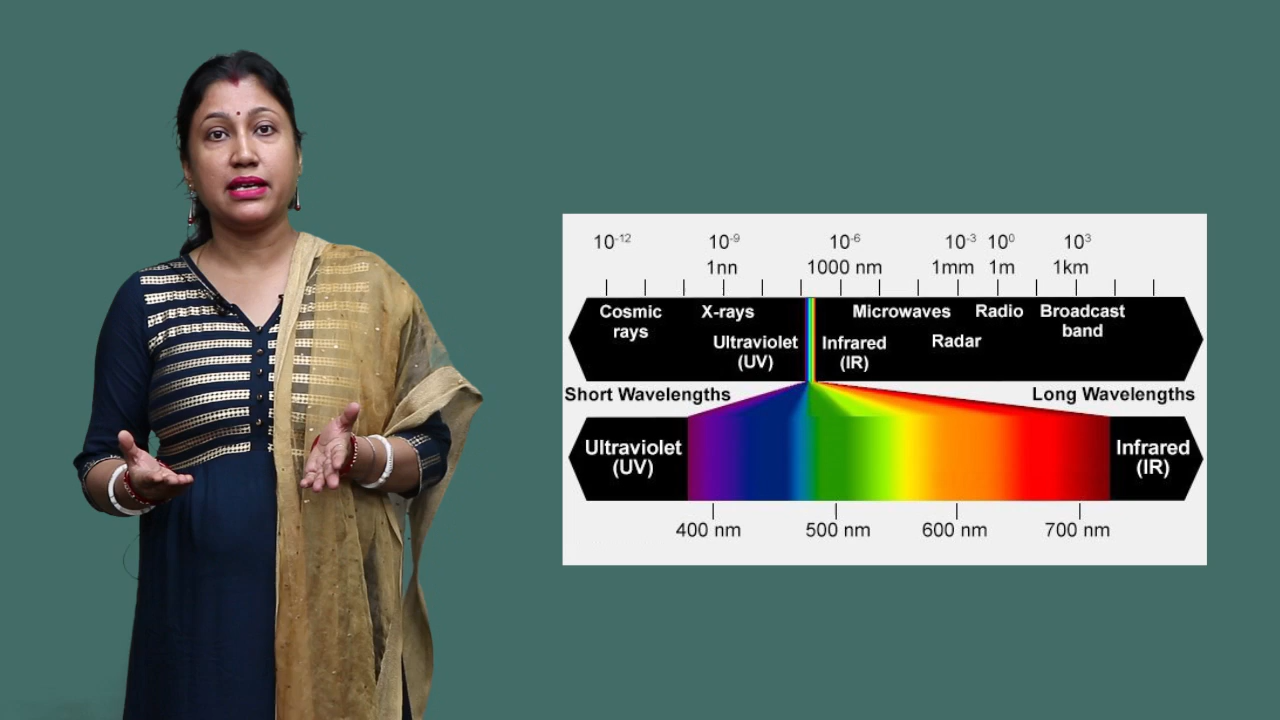 10-12 10-9 10-6 10-3 100 103
1nn 1000 nm 1mm 1m 1km
Cosmic rays
X-rays
Ultraviolet (UV)
Infrared (IR)
Microwaves
Radar
Radio
Broadcast band
Short Wavelengths
Long Wavelengths
Ultraviolet (UV)
Infrared (IR)
400 nm 500 nm 600 nm 700 nm